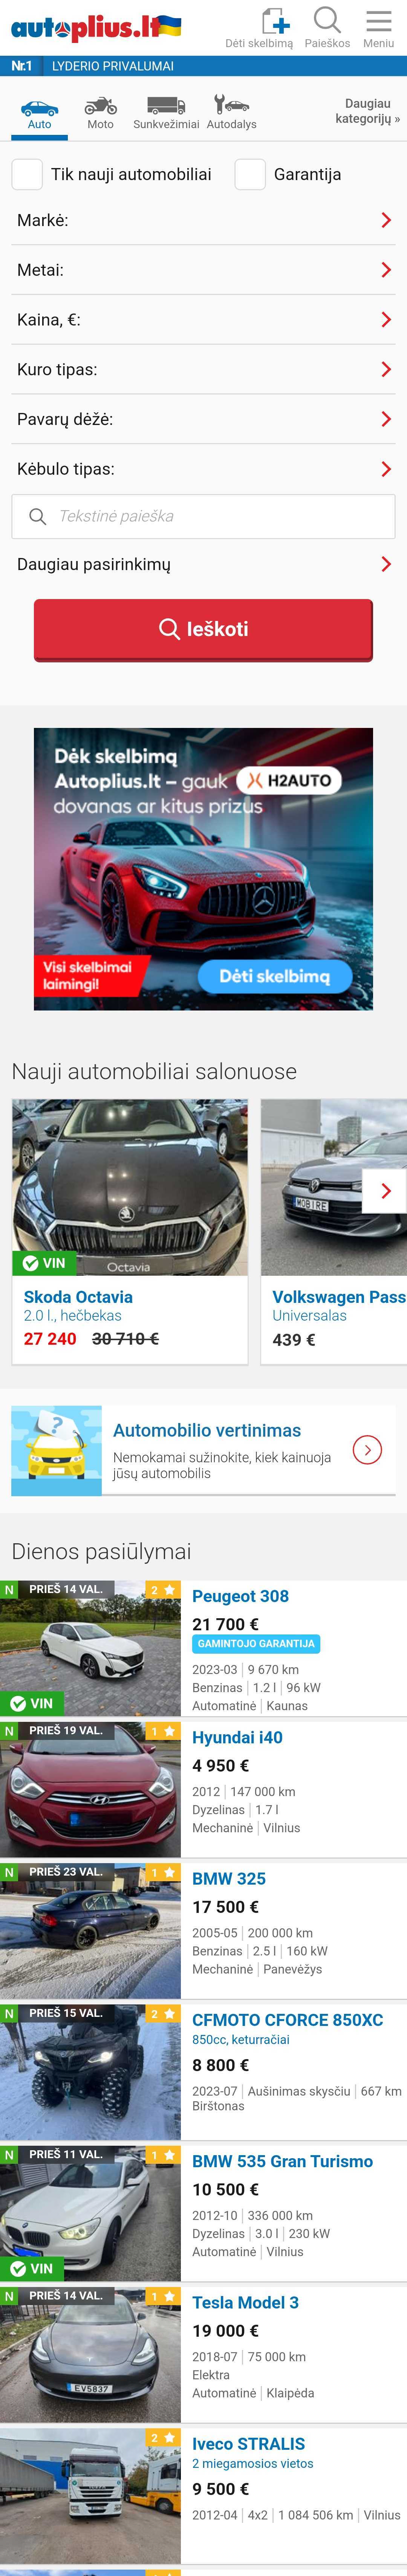 autoplius.lt
Dėti skelbimą
Paieškos
Meniu
Nr.1 LYDERIO PRIVALUMAI
Auto
Moto
Sunkvežimiai
Autodalys
Daugiau
kategorijų »
Tik nauji automobiliai
Garantija
Markė:
Metai:
Kaina, €:
Kuro tipas:
Pavarų dėžė:
Kėbulo tipas:
Tekstinė paieška
Daugiau pasirinkimų
Ieškoti
Dėk skelbimą
Autoplius.lt – gauk H2AUTO
dovanas ar kitus prizus
Visi skelbimai
laimingi!
Dėti skelbimą
Nauji automobiliai salonuose
Octavia
VIN
Skoda Octavia
2.0 l., hečbekas
27 240 30 710 €
MOBIRE
Volkswagen Pass
Universalas
439 €
?
Automobilio vertinimas
Nemokamai sužinokite, kiek kainuoja
jūsų automobilis
Dienos pasiūlymai
N PRIEŠ 14 VAL. 2
VIN
Peugeot 308
21 700 €
GAMINTOJO GARANTIJA
2023-03 | 9 670 km
Benzinas | 1.2 l | 96 kW
Automatinė | Kaunas
N PRIEŠ 19 VAL. 1
Hyundai i40
4 950 €
2012 | 147 000 km
Dyzelinas | 1.7 l
Mechaninė | Vilnius
N PRIEŠ 23 VAL. 1
BMW 325
17 500 €
2005-05 | 200 000 km
Benzinas | 2.5 l | 160 kW
Mechaninė | Panevėžys
N PRIEŠ 15 VAL. 2
CFMOTO CFORCE 850XC
850cc, keturračiai
8 800 €
2023-07 | Aušinimas skysčiu | 667 km
Birštonas
N PRIEŠ 11 VAL. 1
VIN
BMW 535 Gran Turismo
10 500 €
2012-10 | 336 000 km
Dyzelinas | 3.0 l | 230 kW
Automatinė | Vilnius
N PRIEŠ 14 VAL. 1
EV5837
Tesla Model 3
19 000 €
2018-07 | 75 000 km
Elektra
Automatinė | Klaipėda
2
Iveco STRALIS
2 miegamosios vietos
9 500 €
2012-04 | 4x2 | 1 084 506 km | Vilnius